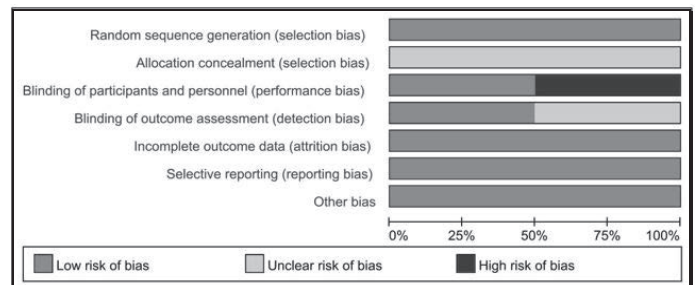 Random sequence generation (selection bias)
Allocation concealment (selection bias)
Blinding of participants and personnel (performance bias)
Blinding of outcome assessment (detection bias)
Incomplete outcome data (attrition bias)
Selective reporting (reporting bias)
Other bias
0% 25% 50% 75% 100%
Low risk of bias Unclear risk of bias High risk of bias